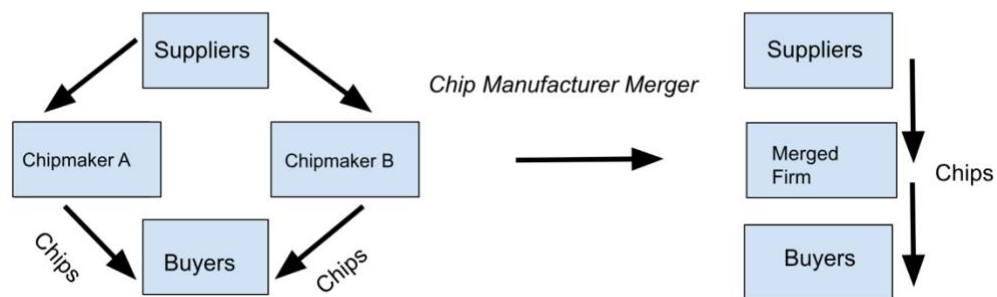 Suppliers
Chipmaker A
Chipmaker B
Chips
Chips
Buyers
Chip Manufacturer Merger
Suppliers
Merged
Firm
Chips
Buyers